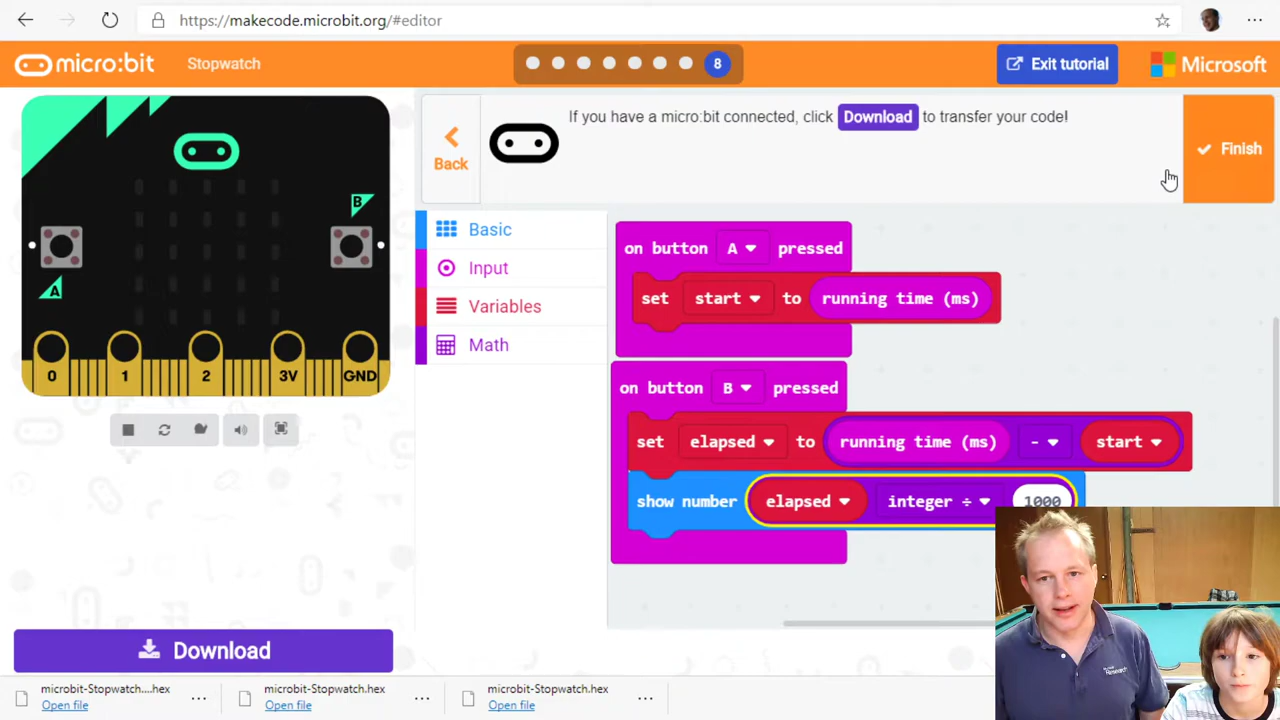 https://makecode.microbit.org/#editor
micro:bit
Stopwatch
8
Exit tutorial
Microsoft
Back
If you have a micro:bit connected, click Download to transfer your code!
Finish
B
A
0 1 2 3V GND
Basic
Input
Variables
Math
on button A pressed
set start to running time (ms)
on button B pressed
set elapsed to running time (ms) - start
show number elapsed integer ÷ 1000
Download
microbit-Stopwatch....hex
Open file
microbit-Stopwatch.hex
Open file
microbit-Stopwatch.hex
Open file
Research